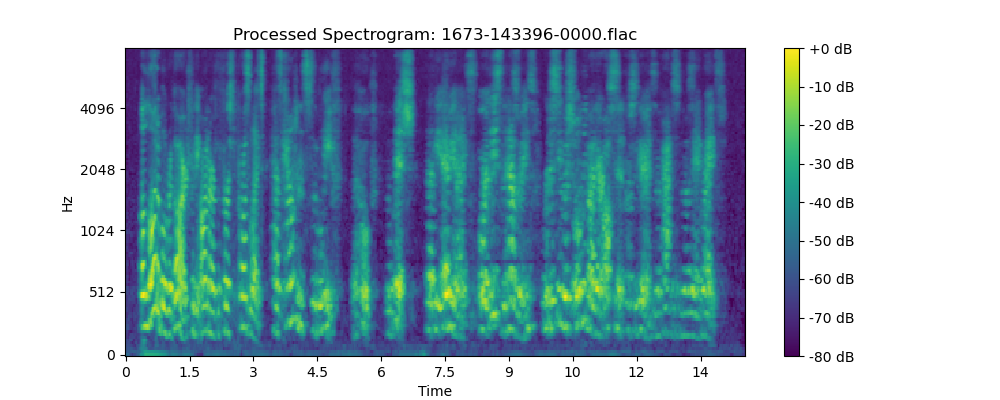 Processed Spectrogram: 1673-143396-0000.flac
Hz
4096
2048
1024
512
0
0 1.5 3 4.5 6 7.5 9 10 12 14
Time
+0 dB
-10 dB
-20 dB
-30 dB
-40 dB
-50 dB
-60 dB
-70 dB
-80 dB